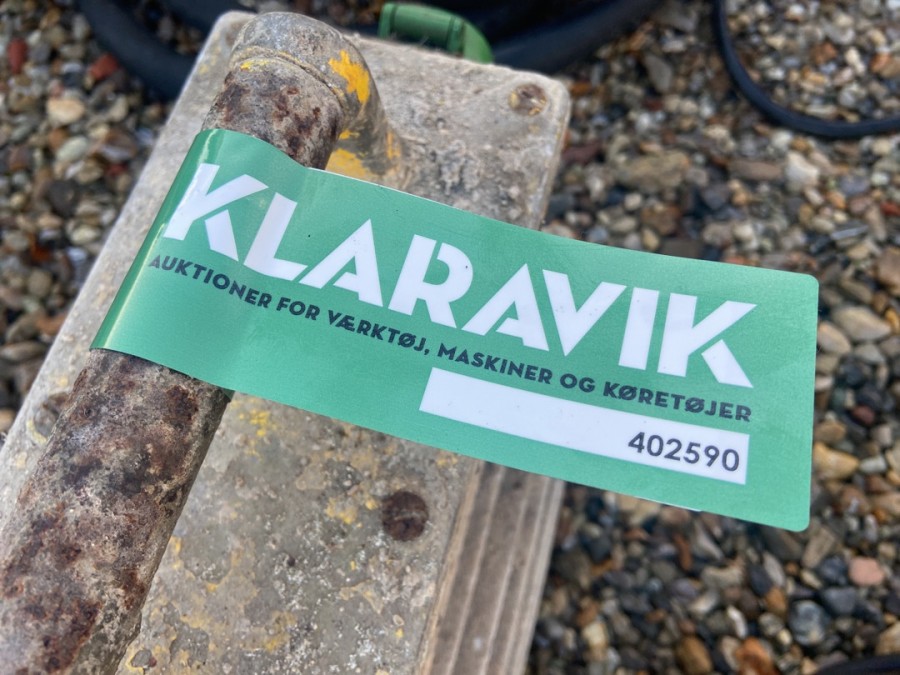 KLARAVIK
AUKTIONER FOR VÆRKTØJ, MASKINER OG KØRETØJER
402590